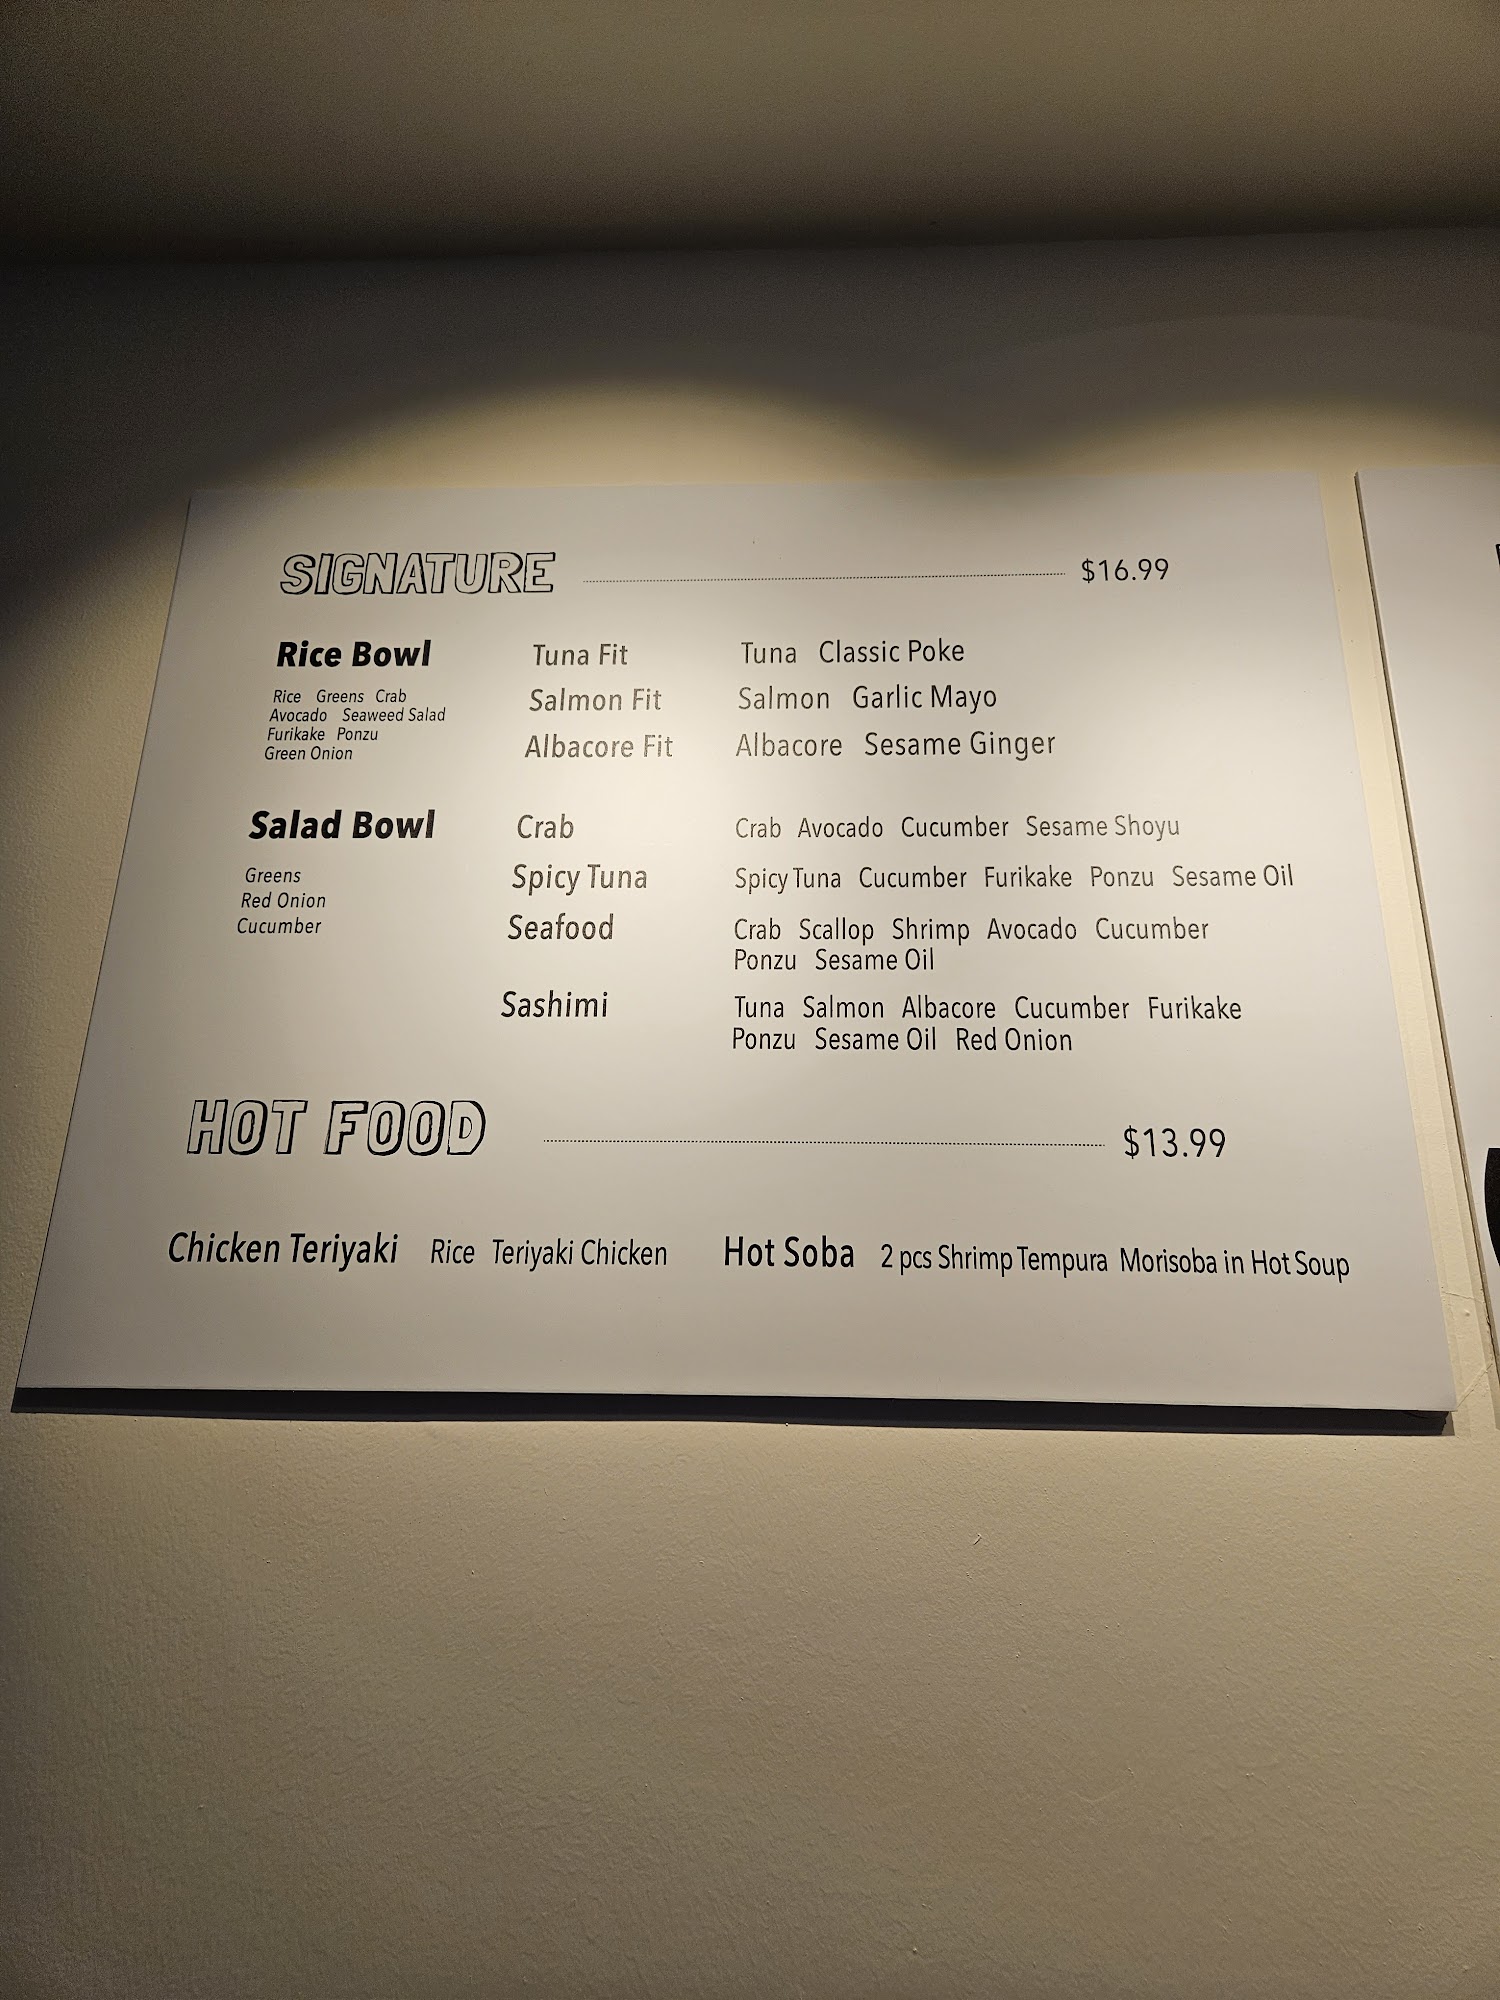 SIGNATURE $16.99
Rice Bowl
Rice Greens Crab
Avocado Seaweed Salad
Furikake Ponzu
Green Onion
Tuna Fit Tuna Classic Poke
Salmon Fit Salmon Garlic Mayo
Albacore Fit Albacore Sesame Ginger
Salad Bowl
Greens
Red Onion
Cucumber
Crab Crab Avocado Cucumber Sesame Shoyu
Spicy Tuna Spicy Tuna Cucumber Furikake Ponzu Sesame Oil
Seafood Crab Scallop Shrimp Avocado Cucumber
Ponzu Sesame Oil
Sashimi Tuna Salmon Albacore Cucumber Furikake
Ponzu Sesame Oil Red Onion
HOT FOOD $13.99
Chicken Teriyaki Rice Teriyaki Chicken Hot Soba 2 pcs Shrimp Tempura Morisoba in Hot Soup